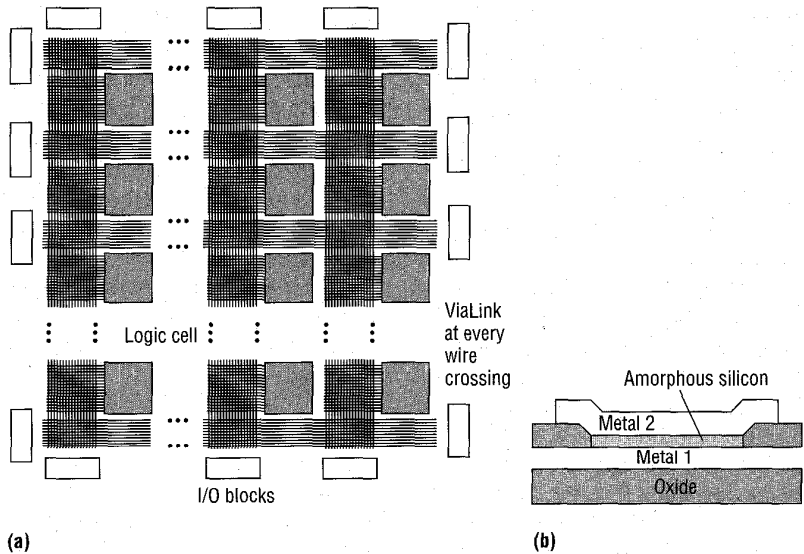 Logic cell
ViaLink
at every
wire
crossing
I/O blocks
(a)
Amorphous silicon
Metal 2
Metal 1
Oxide
(b)